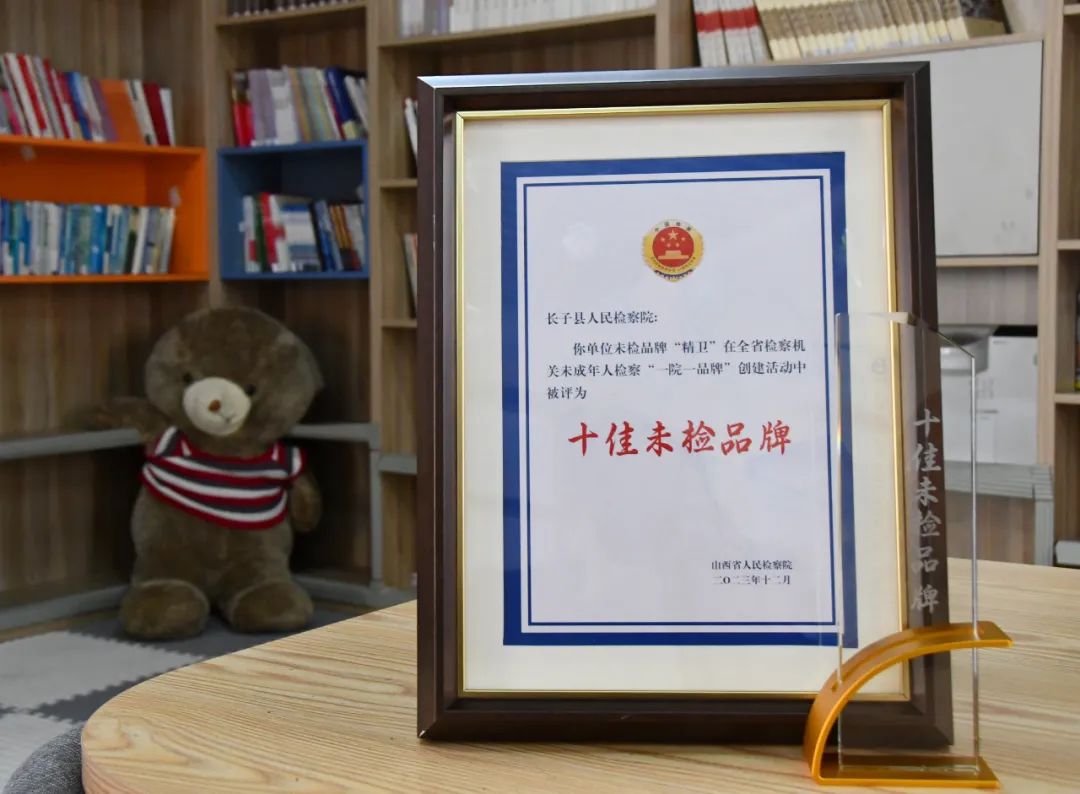 长子县人民检察院:
你单位未检品牌“精卫”在全省检察机
关未成年人检察“一院一品牌”创建活动中
被评为
十佳未检品牌
山西省人民检察院
二〇二三年十二月
十佳未检品牌